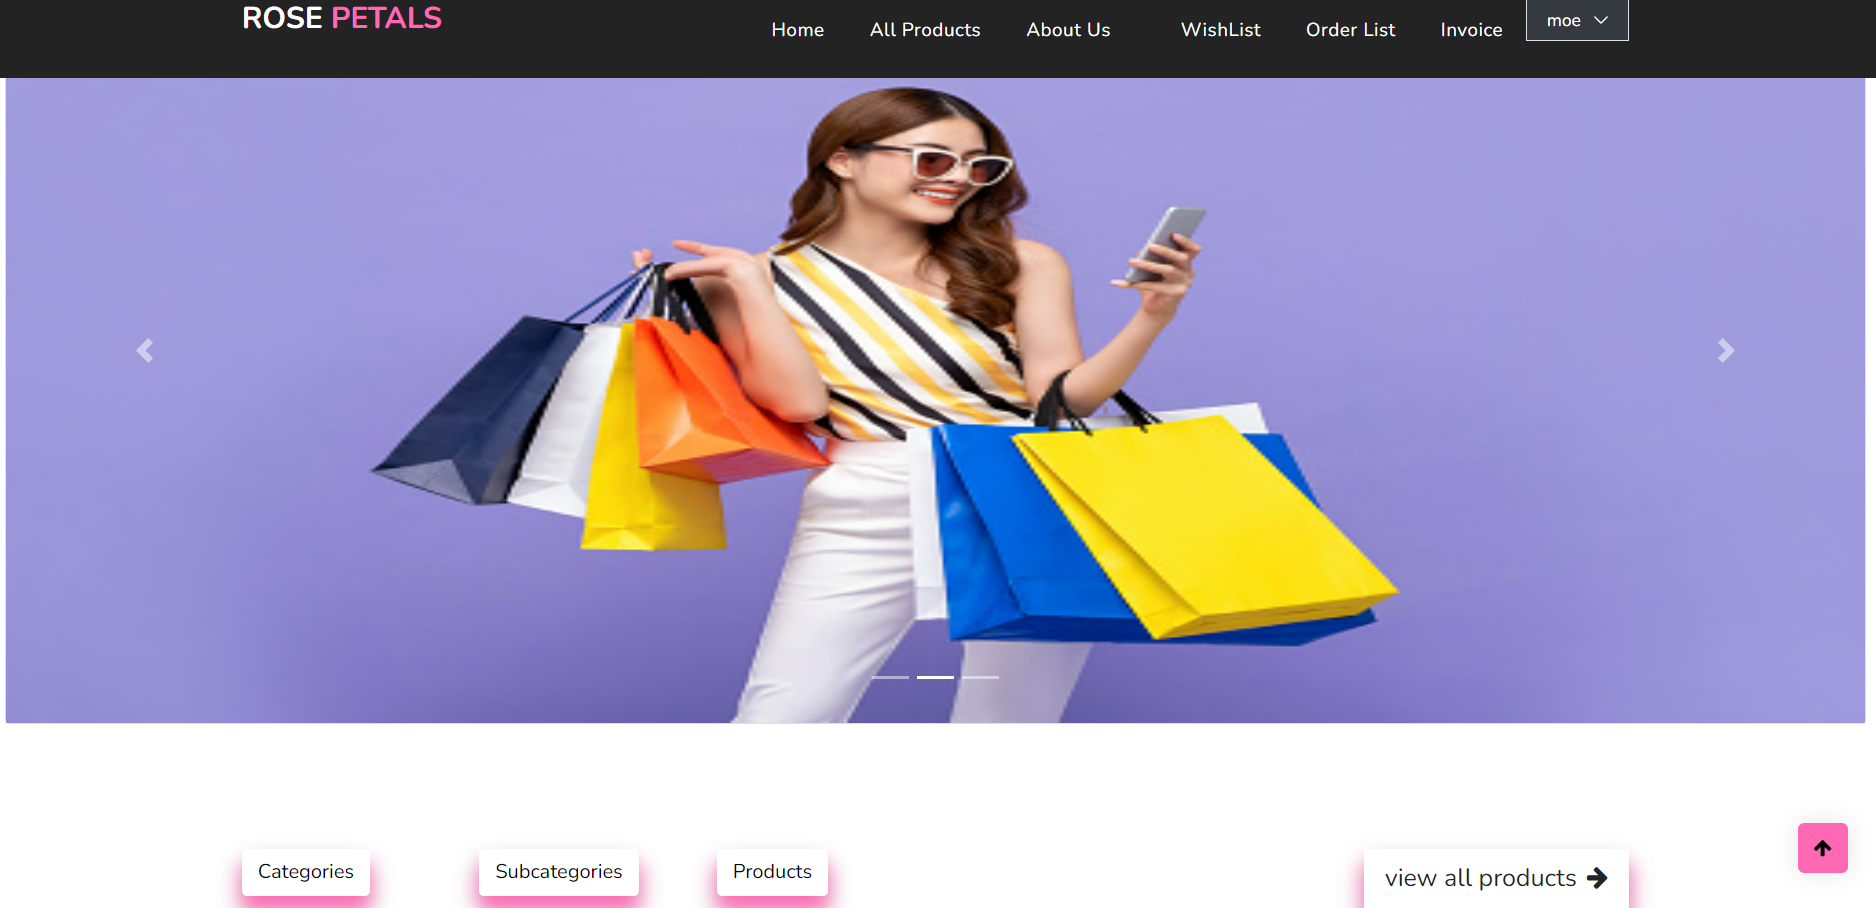 ROSE PETALS
Home All Products About Us WishList Order List Invoice moe
Categories Subcategories Products view all products